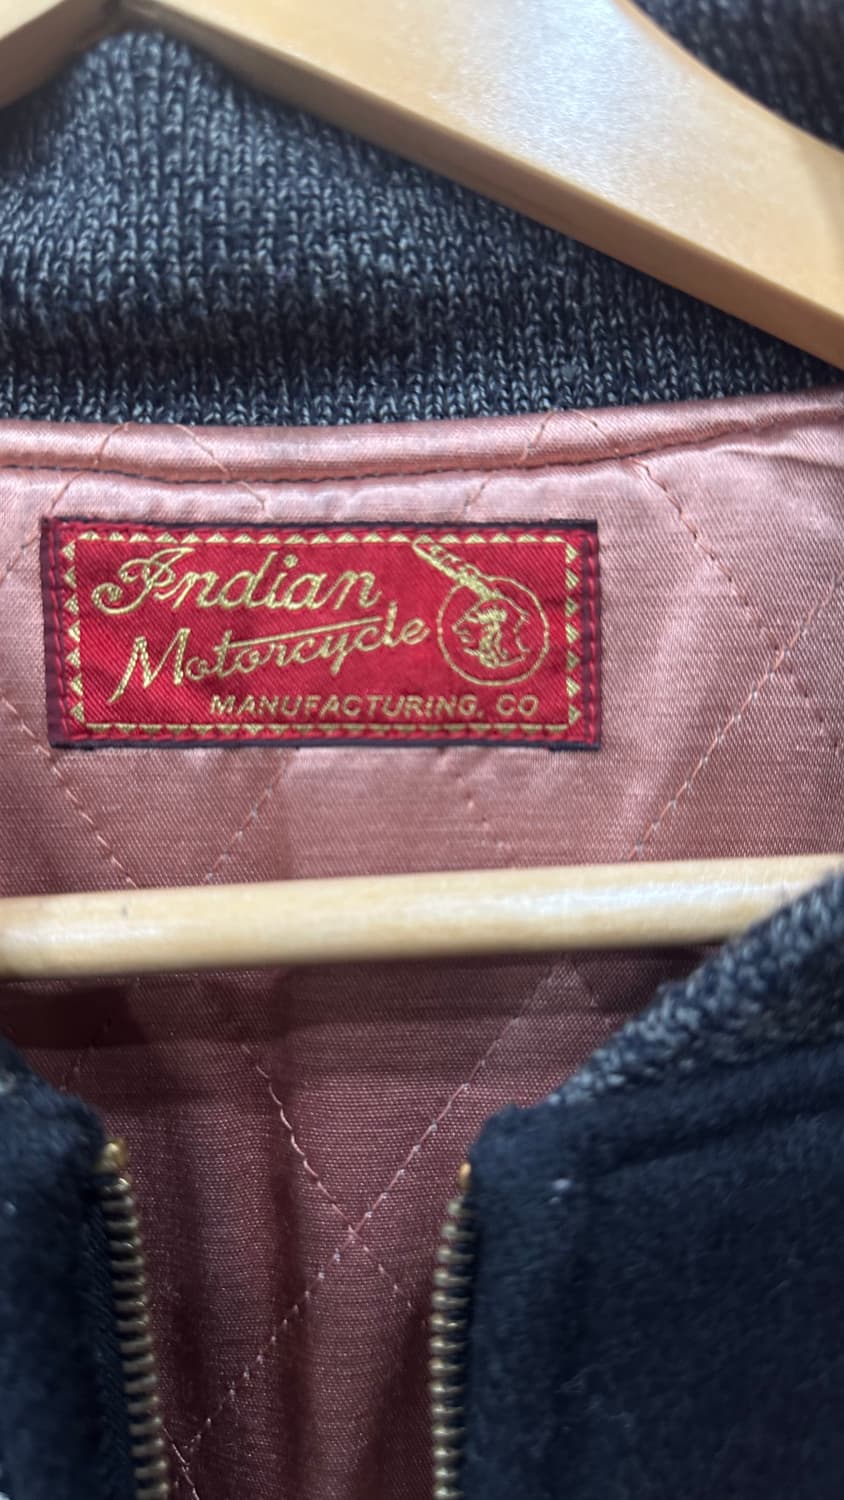 Indian
Motorcycle
MANUFACTURING, CO